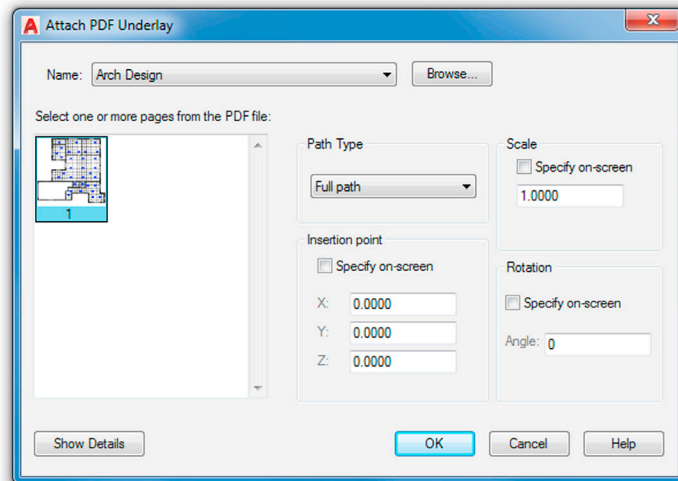 Attach PDF Underlay
Name: Arch Design Browse...
Select one or more pages from the PDF file:
1
Path Type
Full path
Insertion point
Specify on-screen
X: 0.0000
Y: 0.0000
Z: 0.0000
Scale
Specify on-screen
1.0000
Rotation
Specify on-screen
Angle: 0
Show Details OK Cancel Help